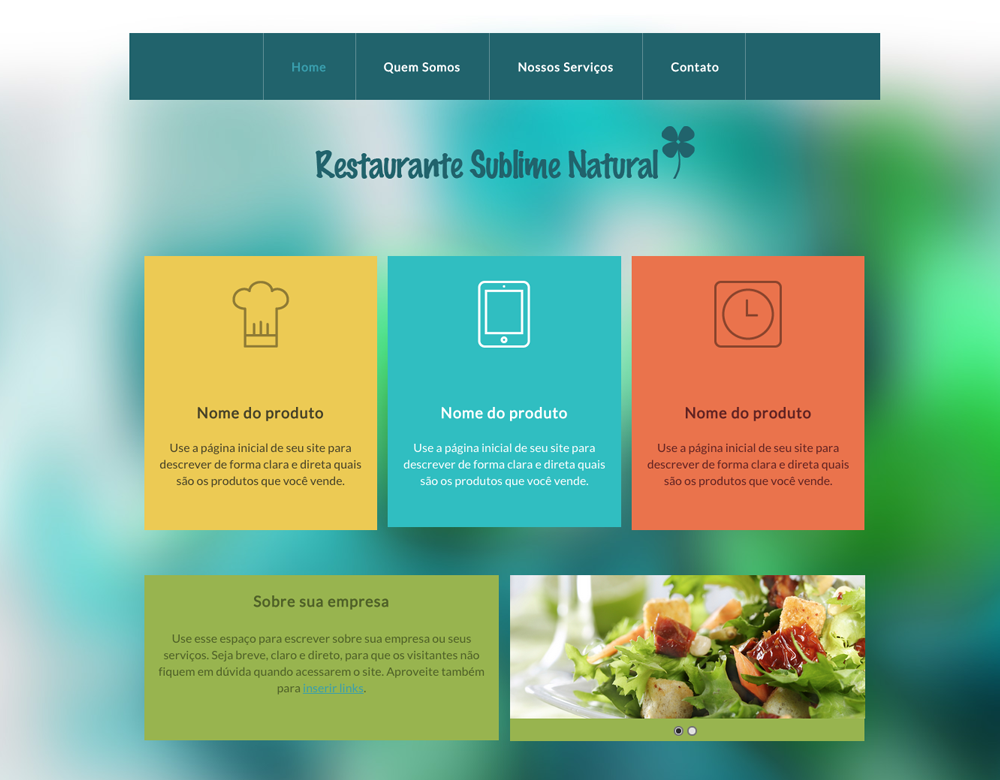 Home Quem Somos Nossos Serviços Contato
Restaurante Sublime Natural
Nome do produto
Use a página inicial de seu site para
descrever de forma clara e direta quais
são os produtos que você vende.
Nome do produto
Use a página inicial de seu site para
descrever de forma clara e direta quais
são os produtos que você vende.
Nome do produto
Use a página inicial de seu site para
descrever de forma clara e direta quais
são os produtos que você vende.
Sobre sua empresa
Use esse espaço para escrever sobre sua empresa ou seus
serviços. Seja breve, claro e direto, para que os visitantes não
fiquem em dúvida quando acessarem o site. Aproveite também
para inserir links.